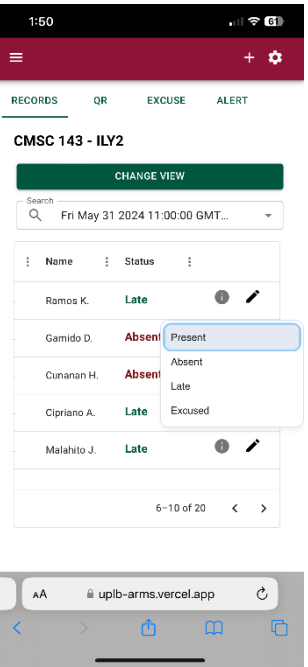 1:50
61
RECORDS QR EXCUSE ALERT
CMSC 143 - ILY2
CHANGE VIEW
Search
Fri May 31 2024 11:00:00 GMT...
Name Status
Ramos K. Late
Gamido D. Absent
Present
Absent
Cunanan H. Absent
Late
Cipriano A. Late
Excused
Malahito J. Late
6–10 of 20
AA uplb-arms.vercel.app